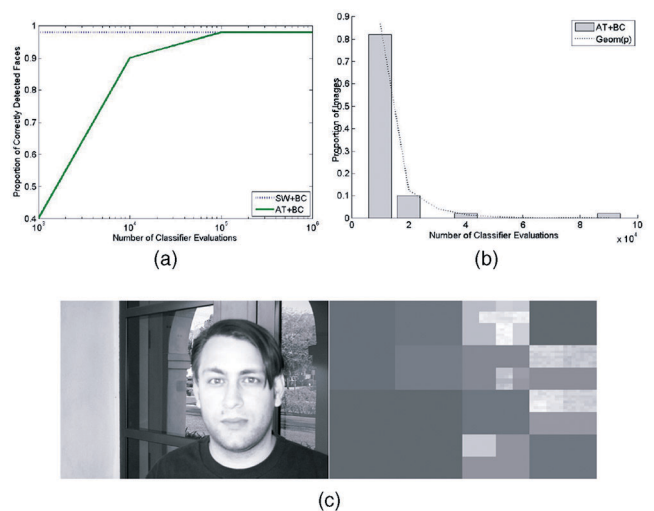 Proportion of Correctly Detected Faces
1
0.9
0.8
0.7
0.6
0.5
0.4
10^3
10^4
10^5
10^6
Number of Classifier Evaluations
SW+BC
AT+BC
(a)
Proportion of Images
0.9
0.8
0.7
0.6
0.5
0.4
0.3
0.2
0.1
0
0
2
4
6
8
10
x 10^4
Number of Classifier Evaluations
AT+BC
Geom(p)
(b)
(c)